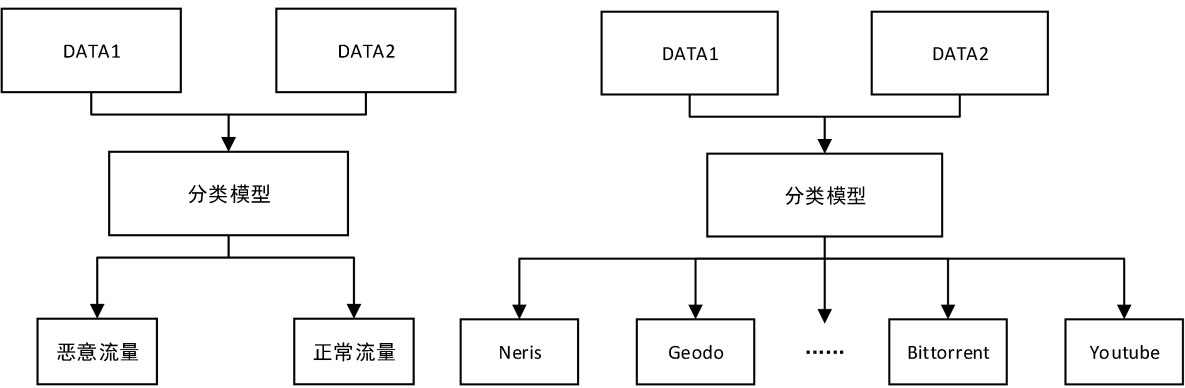 DATA1
DATA2
分类模型
恶意流量
正常流量
DATA1
DATA2
分类模型
Neris
Geodo
······
Bittorrent
Youtube